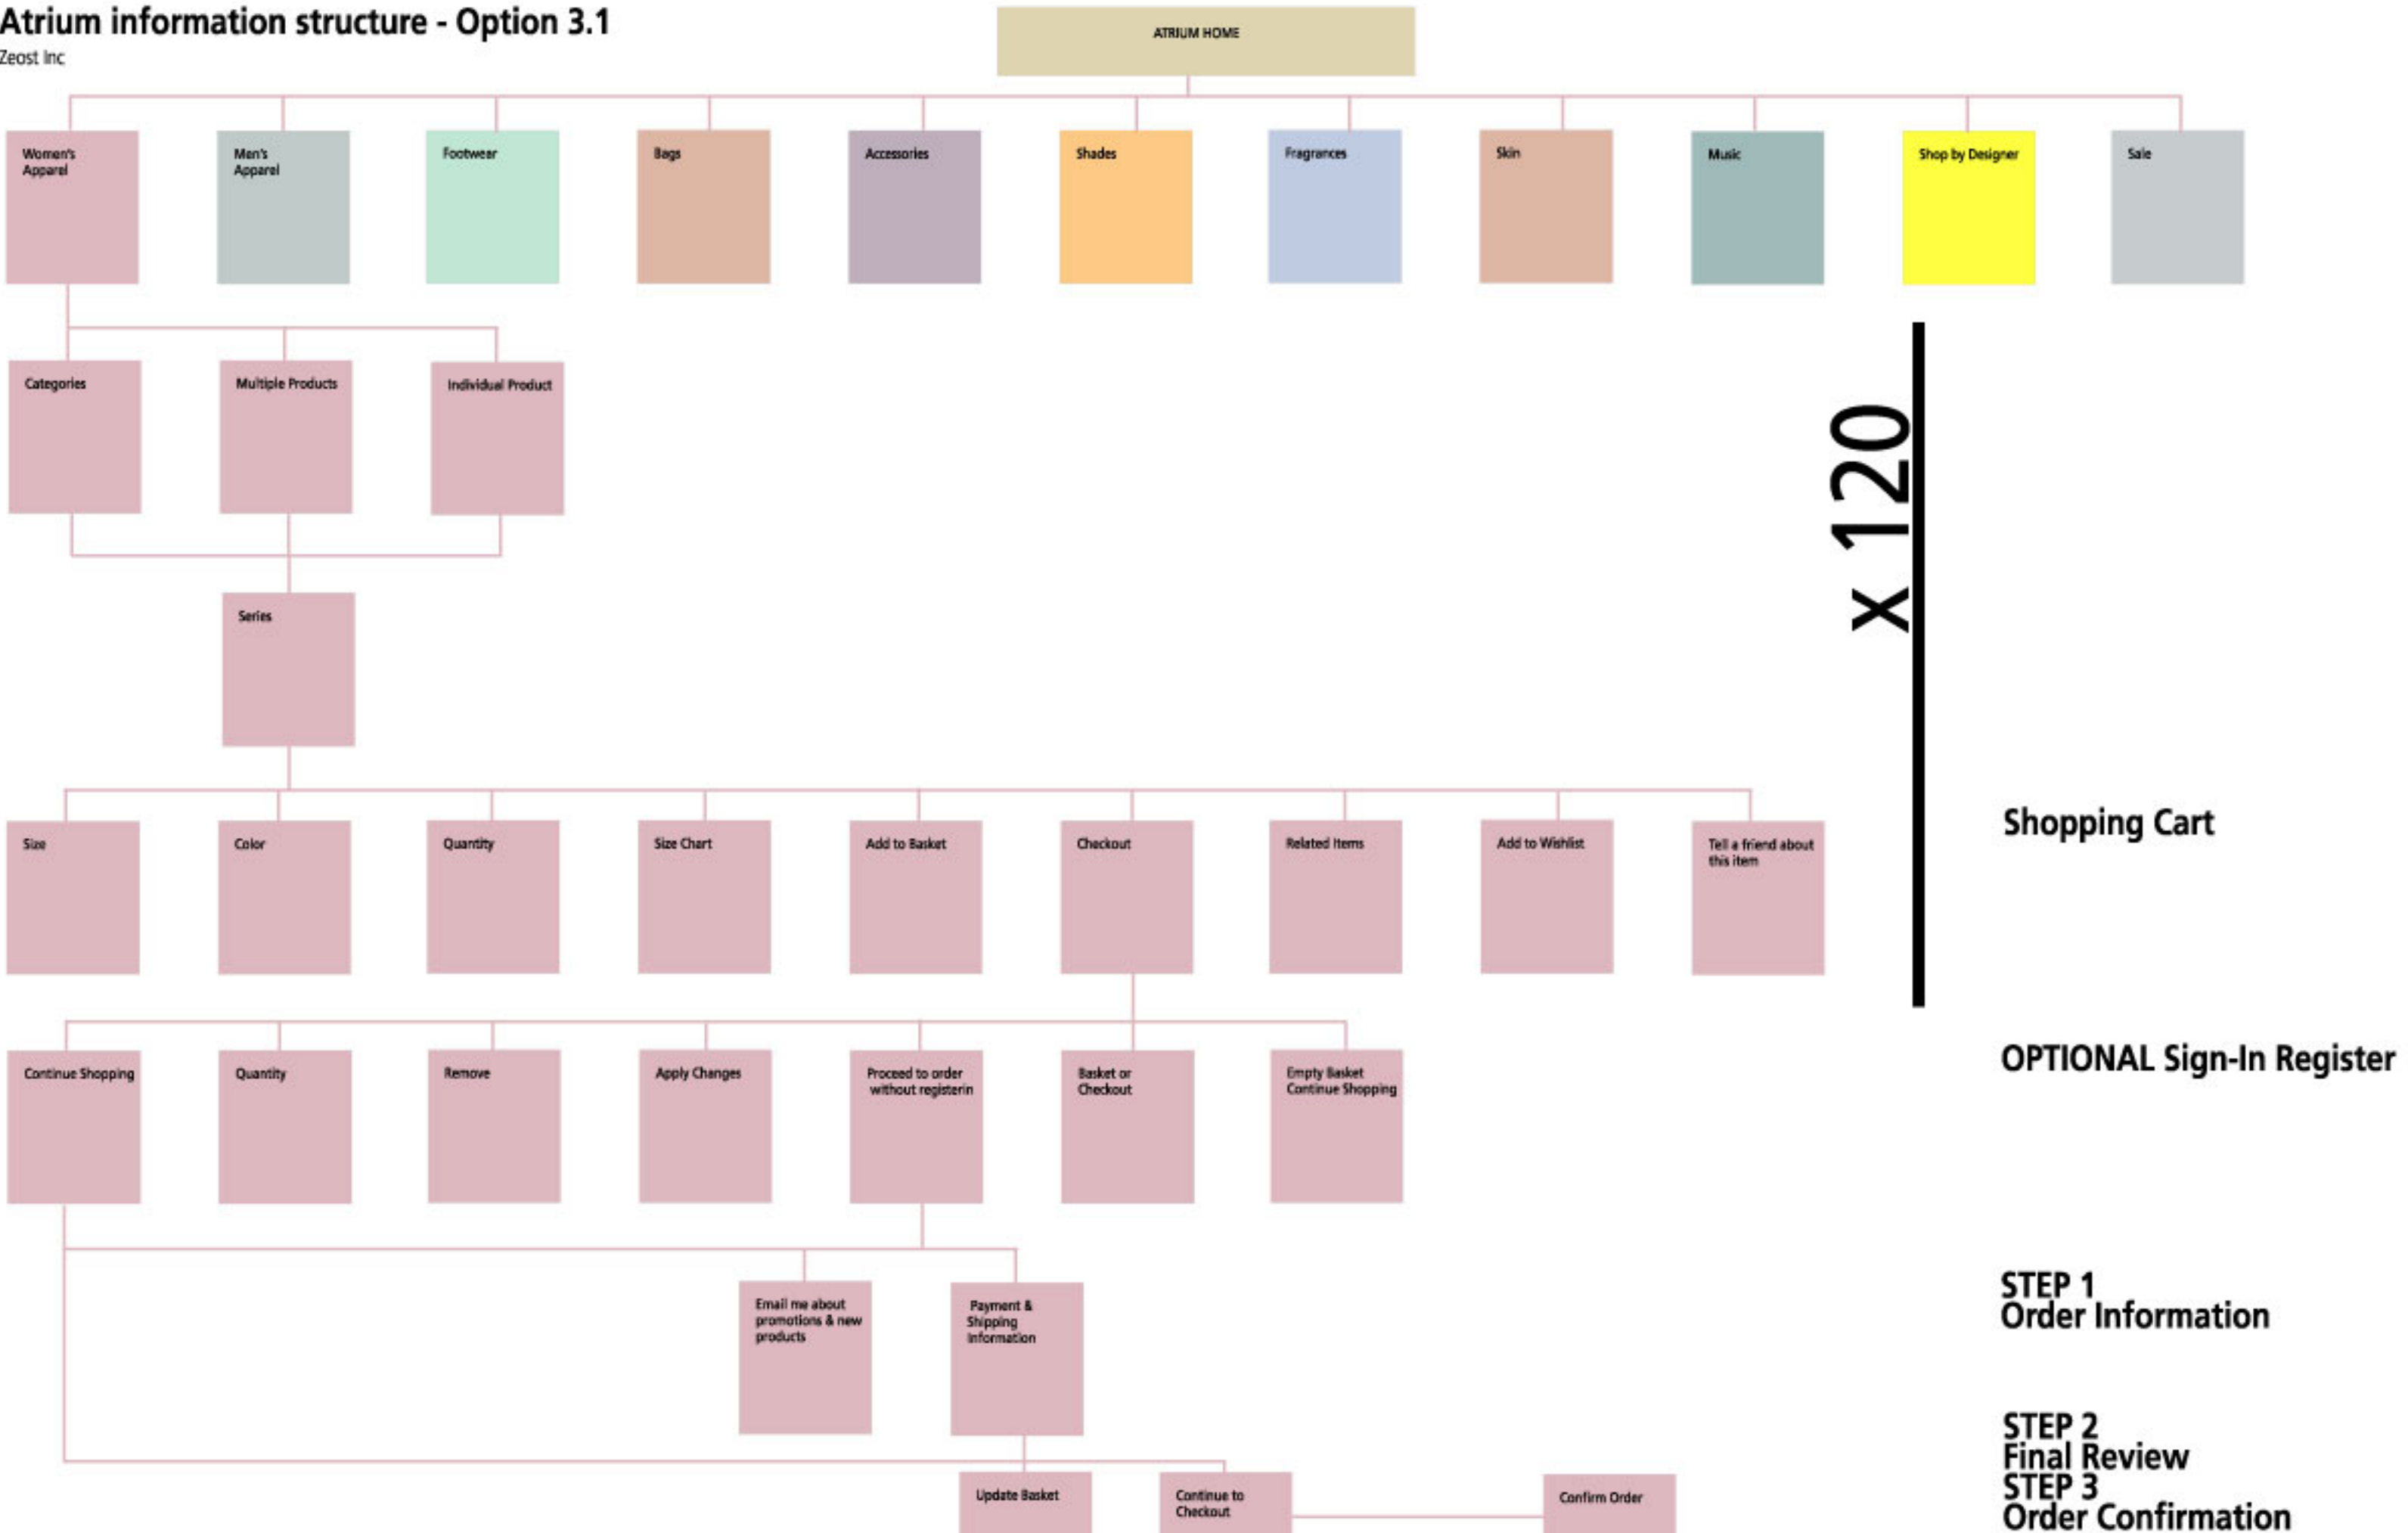 Atrium information structure - Option 3.1
Zeost Inc
ATRIUM HOME
Women's
Apparel
Men's
Apparel
Footwear
Bags
Accessories
Shades
Fragrances
Skin
Music
Shop by Designer
Sale
Categories
Multiple Products
Individual Product
x 120
Series
Shopping Cart
Size
Color
Quantity
Size Chart
Add to Basket
Checkout
Related Items
Add to Wishlist
Tell a friend about
this item
OPTIONAL Sign-In Register
Continue Shopping
Quantity
Remove
Apply Changes
Proceed to order
without registerin
Basket or
Checkout
Empty Basket
Continue Shopping
STEP 1
Order Information
Email me about
promotions & new
products
Payment &
Shipping
Information
STEP 2
Final Review
STEP 3
Order Confirmation
Update Basket
Continue to
Checkout
Confirm Order